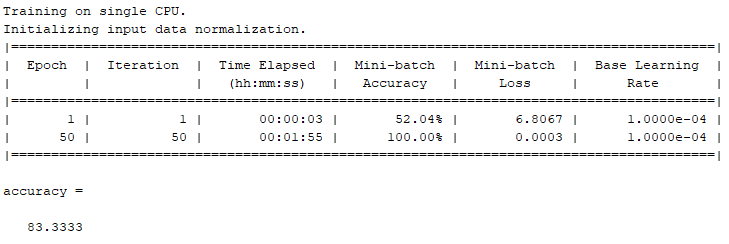 Training on single CPU.
Initializing input data normalization.
|========================================================================================|
|  Epoch  |  Iteration  |  Time Elapsed  |  Mini-batch  |  Mini-batch  |  Base Learning  |
|         |             |   (hh:mm:ss)   |   Accuracy   |     Loss     |      Rate       |
|========================================================================================|
|       1 |           1 |       00:00:03 |       52.04% |       6.8067 |      1.0000e-04 |
|      50 |          50 |       00:01:55 |      100.00% |       0.0003 |      1.0000e-04 |
|========================================================================================|
accuracy =
83.3333